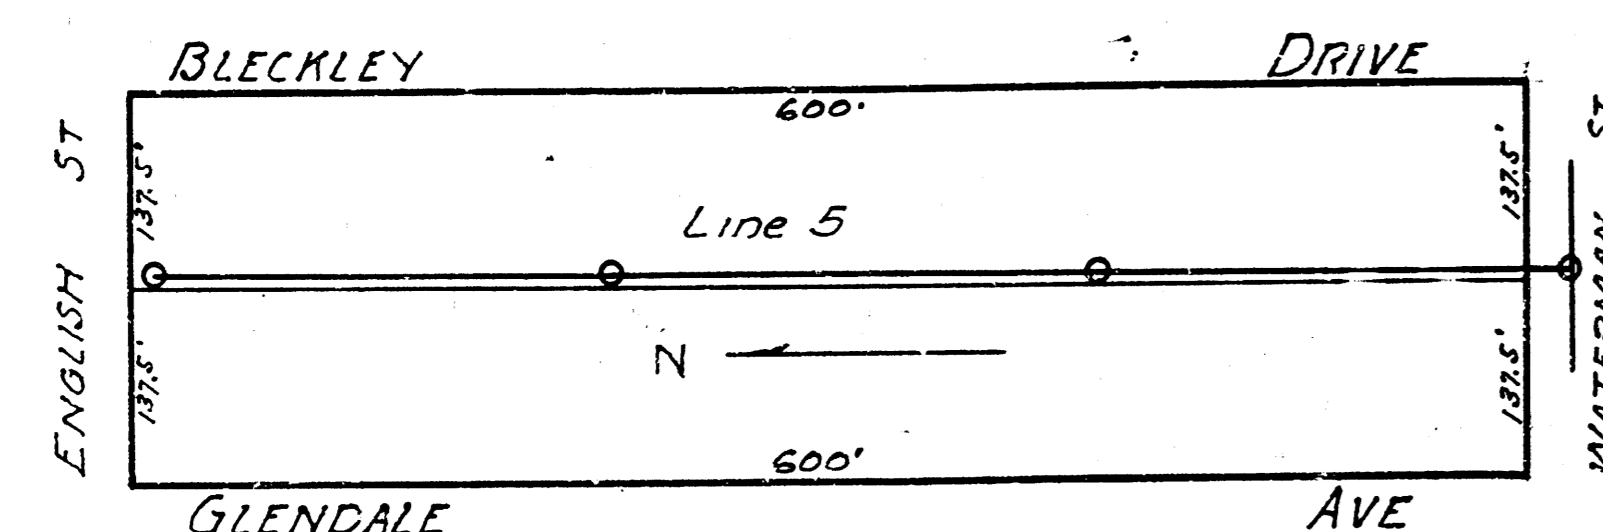 BLECKLEY DRIVE
600'
ENGLISH ST
137.5'
137.5'
WATERMAN ST
Line 5
N
137.5'
137.5'
600'
GLENDALE AVE